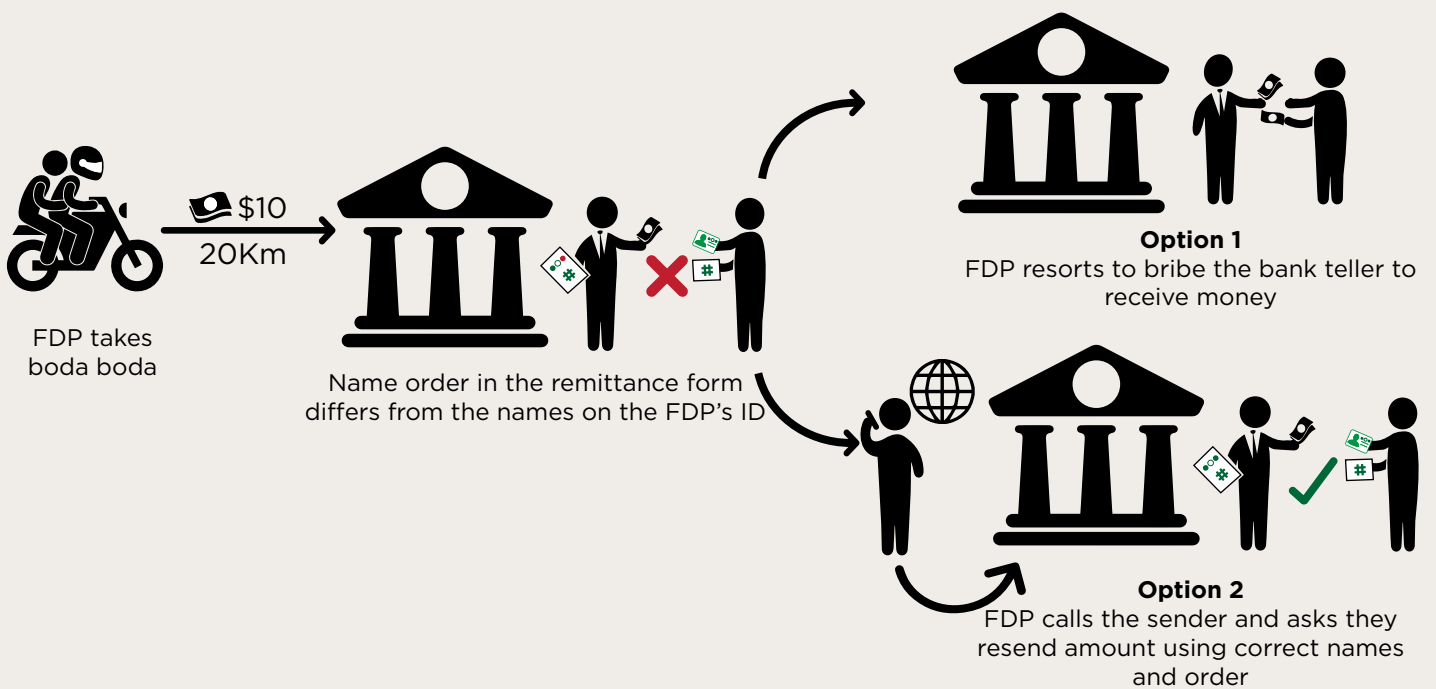 $10
20Km
FDP takes
boda boda
Name order in the remittance form
differs from the names on the FDP's ID
Option 1
FDP resorts to bribe the bank teller to
receive money
Option 2
FDP calls the sender and asks they
resend amount using correct names
and order